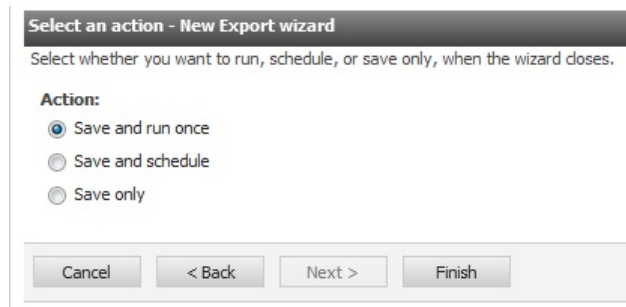 Select an action - New Export wizard
Select whether you want to run, schedule, or save only, when the wizard closes.
Action:
Save and run once
Save and schedule
Save only
Cancel < Back Next > Finish